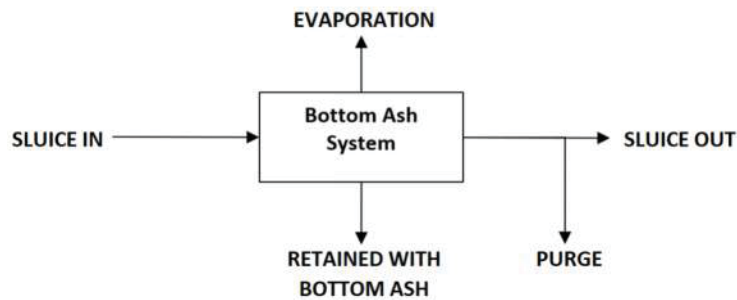 EVAPORATION
Bottom Ash
System
SLUICE IN
SLUICE OUT
RETAINED WITH
BOTTOM ASH
PURGE